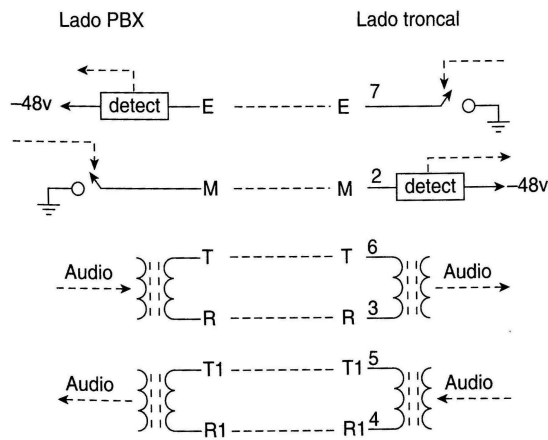 Lado PBX Lado troncal
–48v detect E E 7
M M 2 detect –48v
Audio T T 6 Audio
R R 3
Audio T1 T1 5 Audio
R1 R1 4